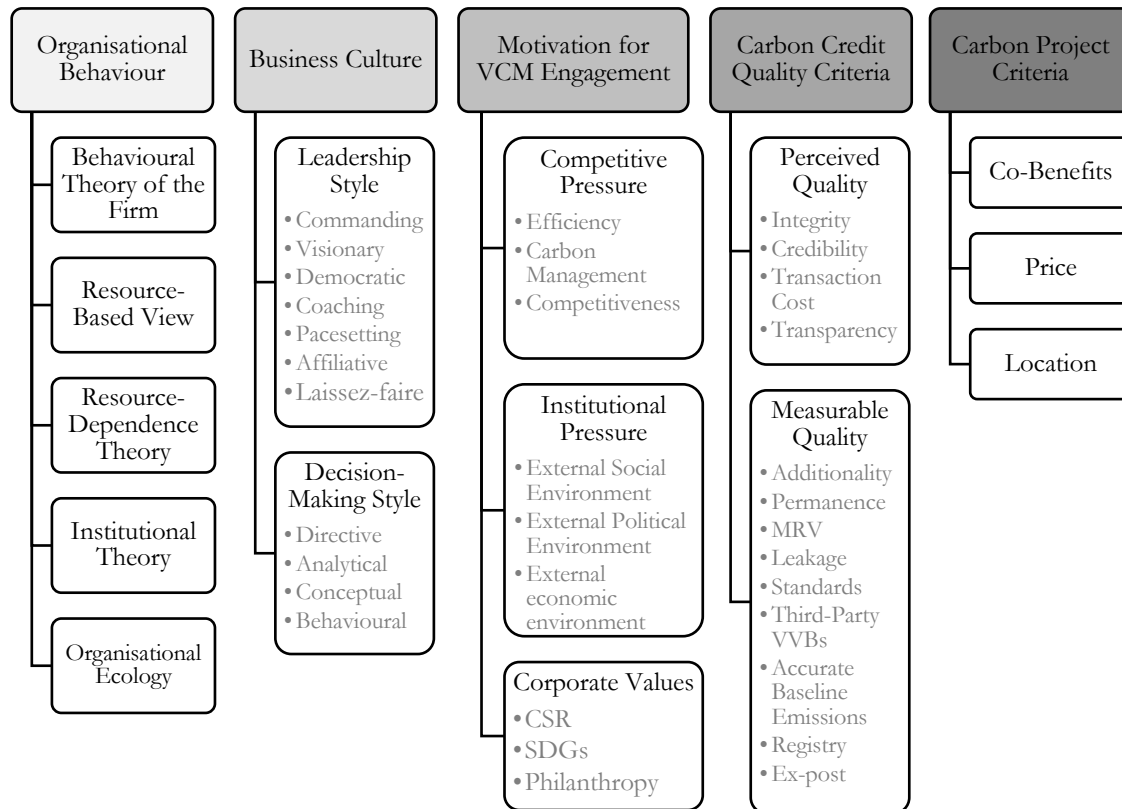 Organisational
Behaviour
Behavioural
Theory of the
Firm
Resource-
Based View
Resource-
Dependence
Theory
Institutional
Theory
Organisational
Ecology
Business Culture
Leadership
Style
• Commanding
• Visionary
• Democratic
• Coaching
• Pacesetting
• Affiliative
• Laissez-faire
Decision-
Making Style
• Directive
• Analytical
• Conceptual
• Behavioural
Motivation for
VCM Engagement
Competitive
Pressure
• Efficiency
• Carbon
Management
• Competitiveness
Institutional
Pressure
• External Social
Environment
• External Political
Environment
• External
economic
environment
Corporate Values
• CSR
• SDGs
• Philanthropy
Carbon Credit
Quality Criteria
Perceived
Quality
• Integrity
• Credibility
• Transaction
Cost
• Transparency
Measurable
Quality
• Additionality
• Permanence
• MRV
• Leakage
• Standards
• Third-Party
VVBs
• Accurate
Baseline
Emissions
• Registry
• Ex-post
Carbon Project
Criteria
Co-Benefits
Price
Location